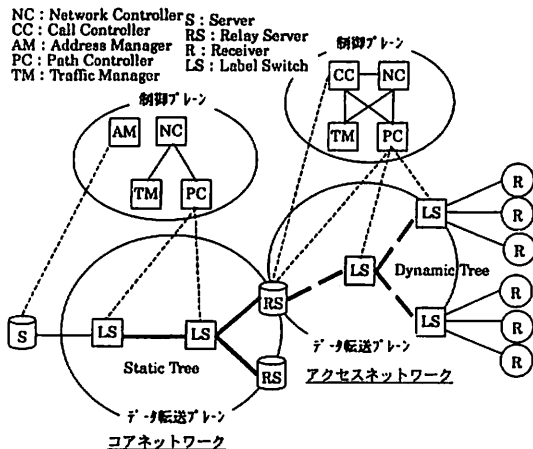 NC : Network Controller
CC : Call Controller
AM : Address Manager
PC : Path Controller
TM : Traffic Manager
S : Server
RS : Relay Server
R : Receiver
LS : Label Switch
制御プレーン
CC
NC
TM
PC
制御プレーン
AM
NC
TM
PC
R
R
R
LS
LS
Dynamic Tree
RS
S
LS
LS
LS
R
R
R
Static Tree
RS
データ転送プレーン
アクセスネットワーク
データ転送プレーン
コアネットワーク